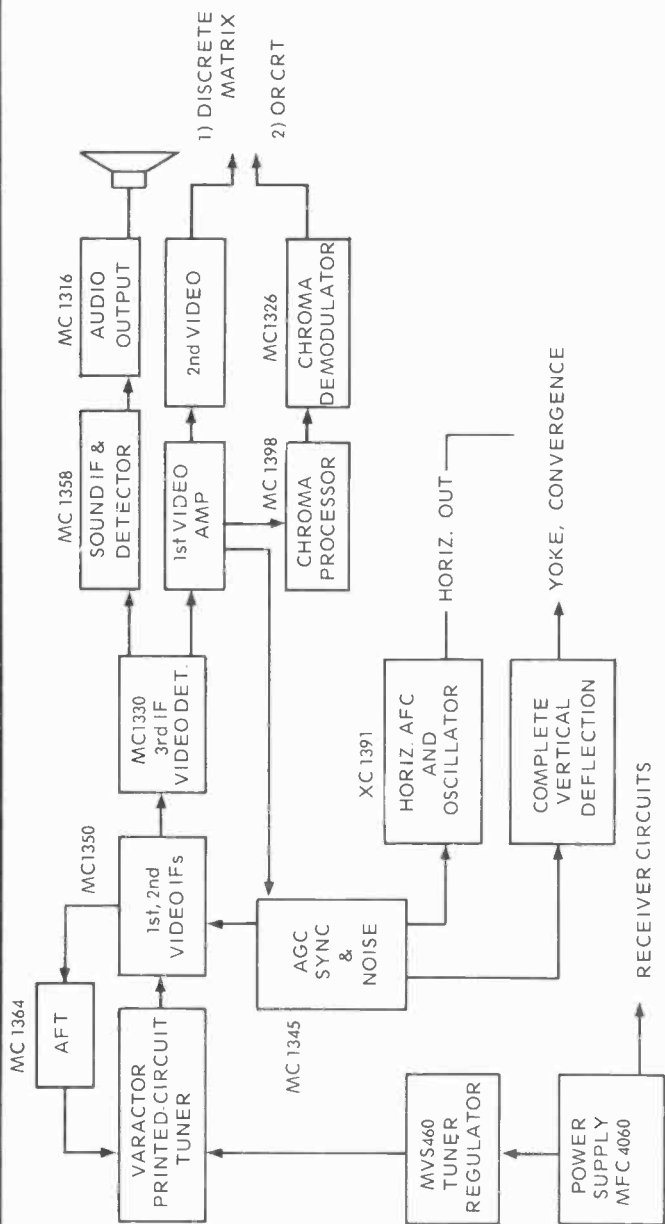 MC 1364
AFT
VARACTOR
PRINTED-CIRCUIT
TUNER
MVS460
TUNER
REGULATOR
POWER
SUPPLY
MFC 4060
RECEIVER CIRCUITS
MC1350
1st, 2nd
VIDEO IFs
AGC
SYNC
&
NOISE
MC 1345
MC1330
3rd IF
VIDEO DET.
XC 1391
HORIZ. AFC
AND
OSCILLATOR
HORIZ. OUT
COMPLETE
VERTICAL
DEFLECTION
YOKE, CONVERGENCE
MC 1358
SOUND IF &
DETECTOR
1st VIDEO
AMP
MC 1398
CHROMA
PROCESSOR
MC 1316
AUDIO
OUTPUT
2nd VIDEO
MC1326
CHROMA
DEMODULATOR
1) DISCRETE
MATRIX
2) OR CRT